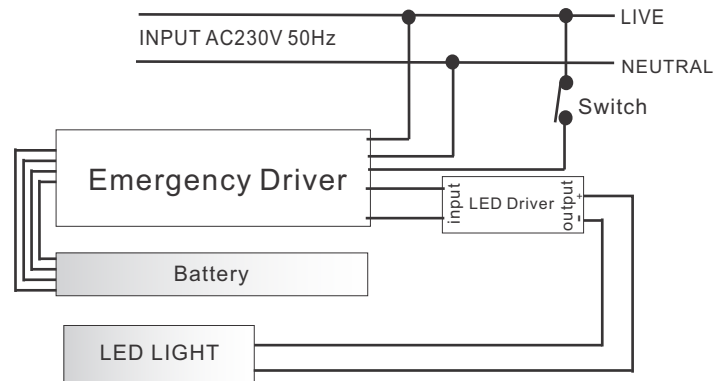 LIVE
INPUT AC230V 50Hz
NEUTRAL
Switch
Emergency Driver
input
LED Driver
output
+
-
Battery
LED LIGHT